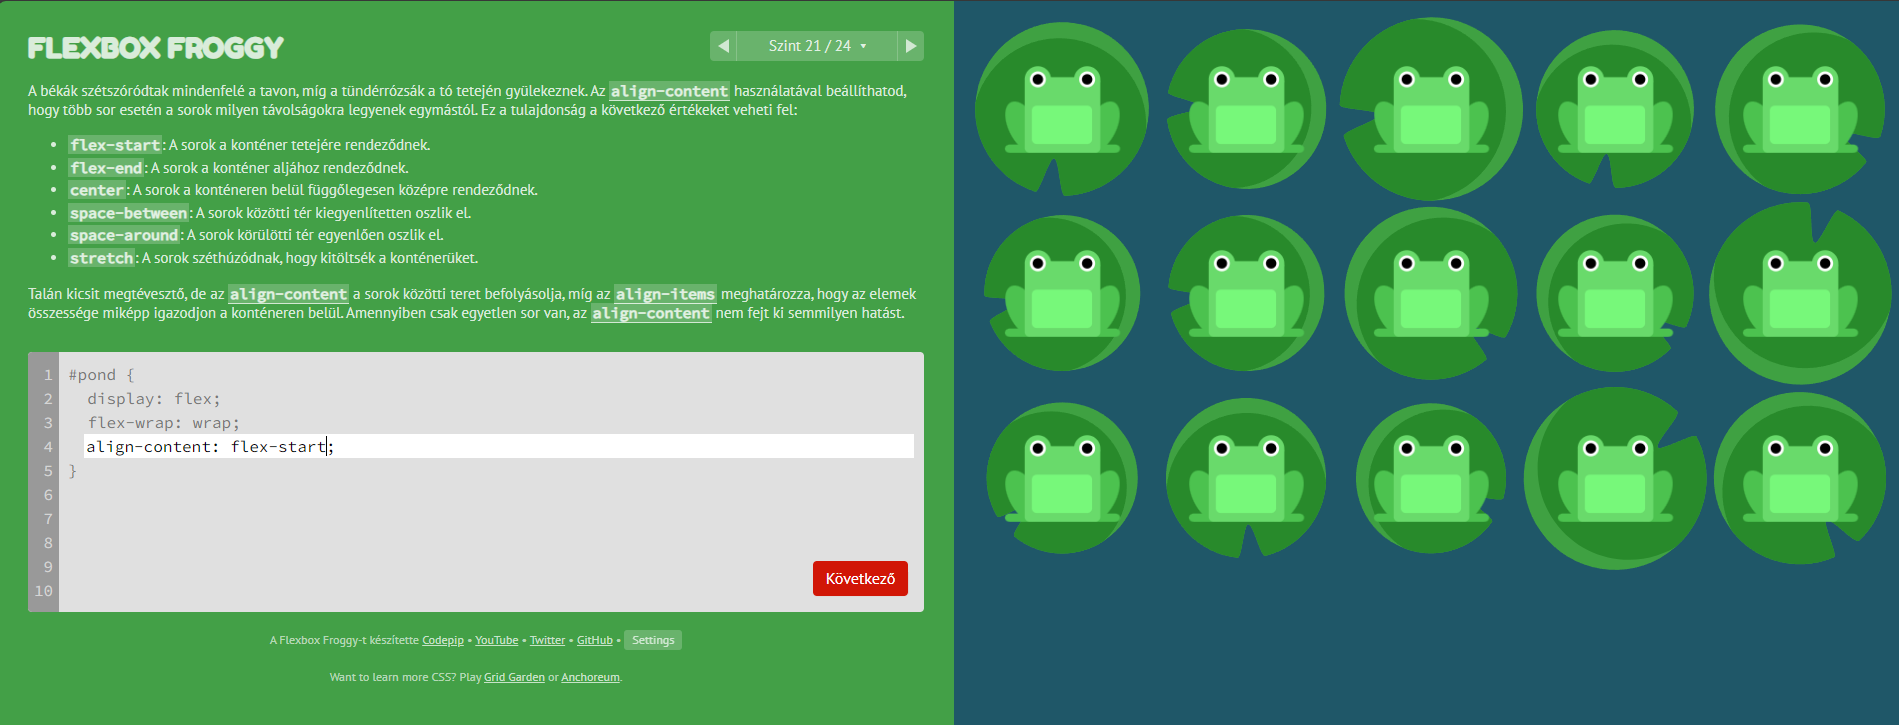 FLEXBOX FROGGY
Szint 21 / 24
A békák szétszóródtak mindenfelé a tavon, míg a tündérrózsák a tó tetején gyülekeznek. Az align-content használatával beállíthatod,
hogy több sor esetén a sorok milyen távolságokra legyenek egymástól. Ez a tulajdonság a következő értékeket veheti fel:
• flex-start: A sorok a konténer tetejére rendeződnek.
• flex-end: A sorok a konténer aljához rendeződnek.
• center: A sorok a konténeren belül függőlegesen középre rendeződnek.
• space-between: A sorok közötti tér kiegyenlítetten oszlik el.
• space-around: A sorok körülötti tér egyenlően oszlik el.
• stretch: A sorok széthúzódnak, hogy kitöltsék a konténerüket.
Talán kicsit megtévesztő, de az align-content a sorok közötti teret befolyásolja, míg az align-items meghatározza, hogy az elemek
összessége miképp igazodjon a konténeren belül. Amennyiben csak egyetlen sor van, az align-content nem fejt ki semmilyen hatást.
1 #pond {
2 display: flex;
3 flex-wrap: wrap;
4 align-content: flex-start;
5 }
6
7
8
9
10
Következő
A Flexbox Froggy-t készítette Codepip • YouTube • Twitter • GitHub • Settings
Want to learn more CSS? Play Grid Garden or Anchoreum.